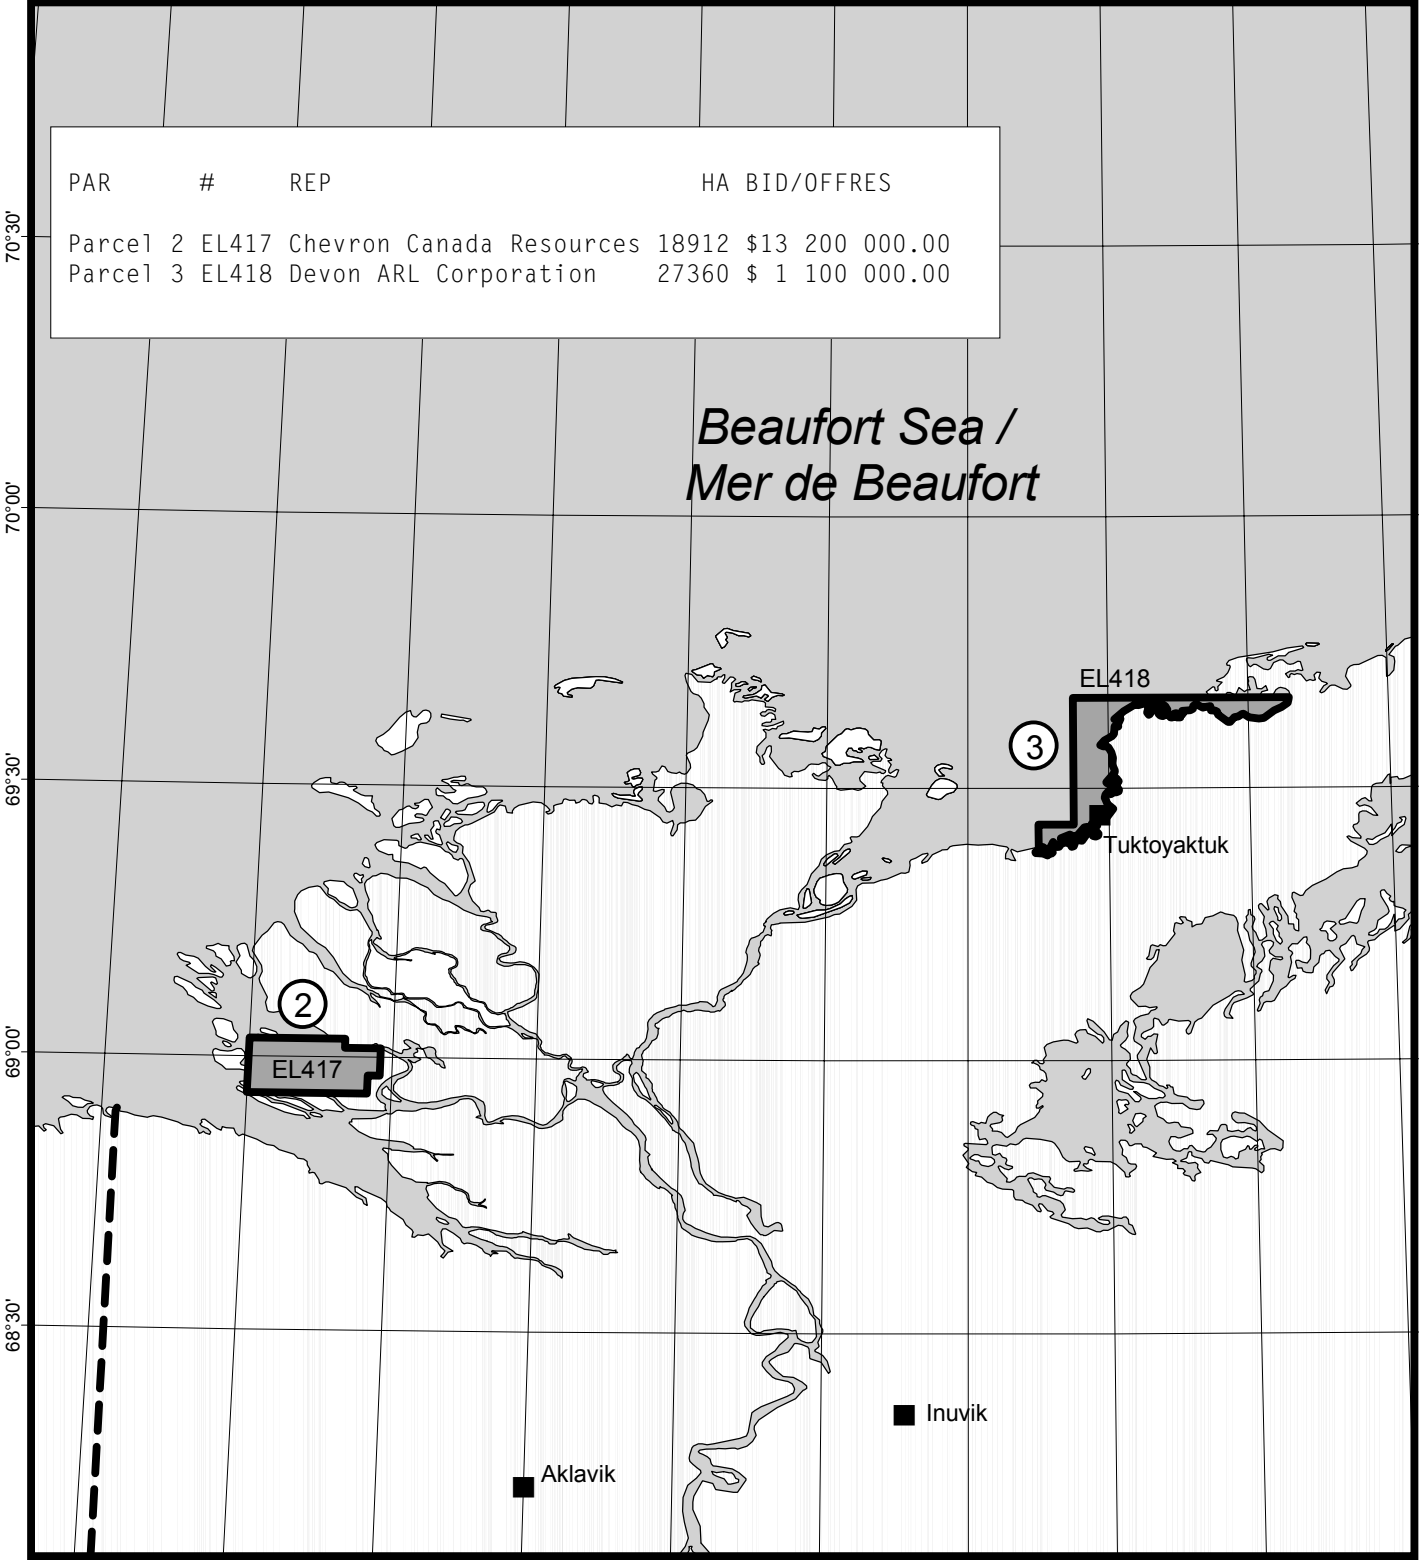 PAR # REP HA BID/OFFRES
Parcel 2 EL417 Chevron Canada Resources 18912 $13 200 000.00
Parcel 3 EL418 Devon ARL Corporation 27360 $ 1 100 000.00
70°30'
Beaufort Sea /
Mer de Beaufort
70°00'
EL418
3
69°30'
Tuktoyaktuk
2
69°00'
EL417
68°30'
Inuvik
Aklavik